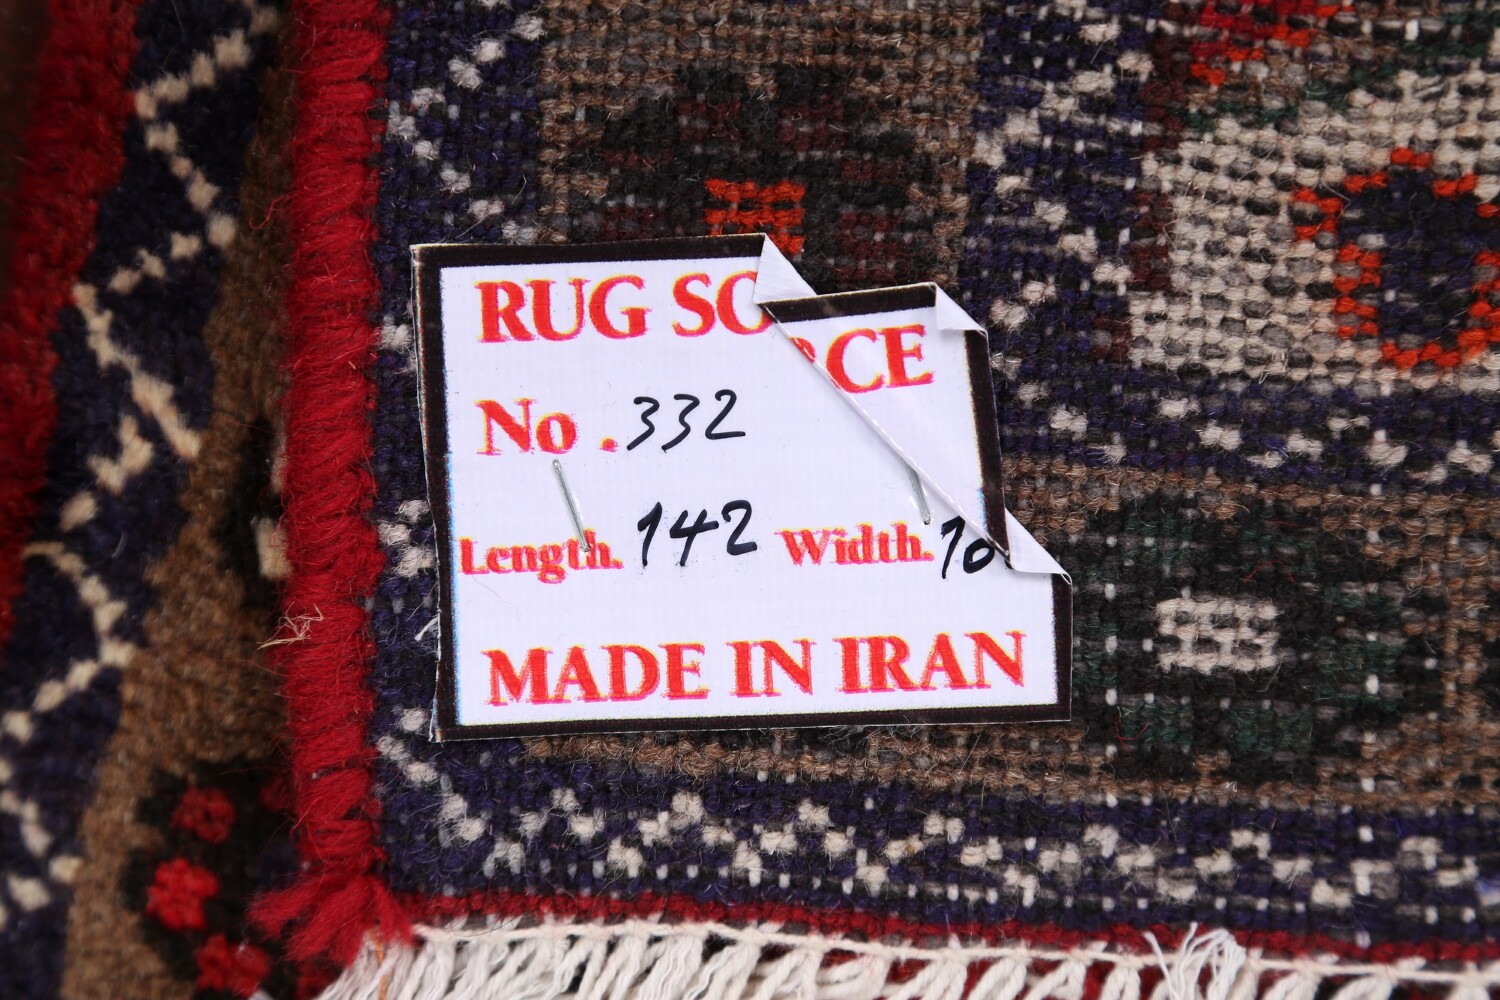 RUG SO CE
No .332
Length. 142 Width. 10
MADE IN IRAN